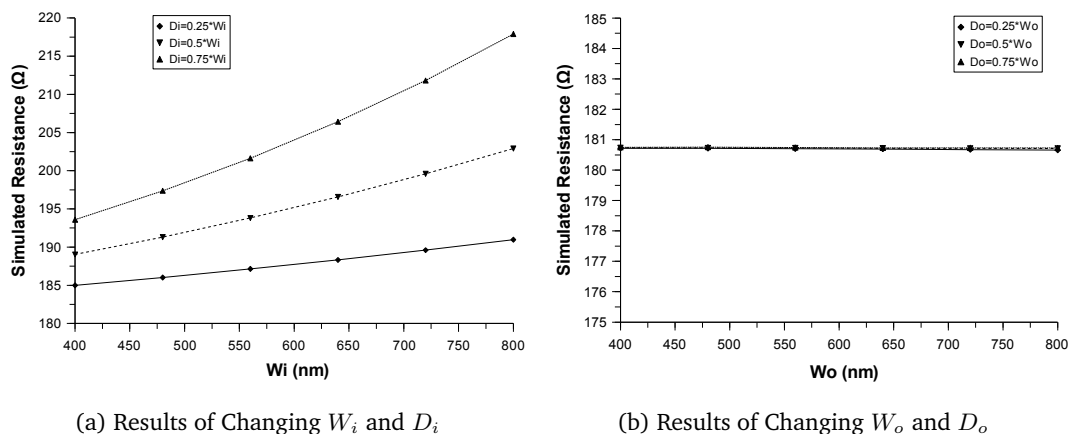 220
215
210
205
200
195
190
185
180
Simulated Resistance (Ω)
Di=0.25*Wi
Di=0.5*Wi
Di=0.75*Wi
400 450 500 550 600 650 700 750 800
Wi (nm)
(a) Results of Changing Wi and Di
185
184
183
182
181
180
179
178
177
176
175
Simulated Resistance (Ω)
Do=0.25*Wo
Do=0.5*Wo
Do=0.75*Wo
400 450 500 550 600 650 700 750 800
Wo (nm)
(b) Results of Changing Wo and Do